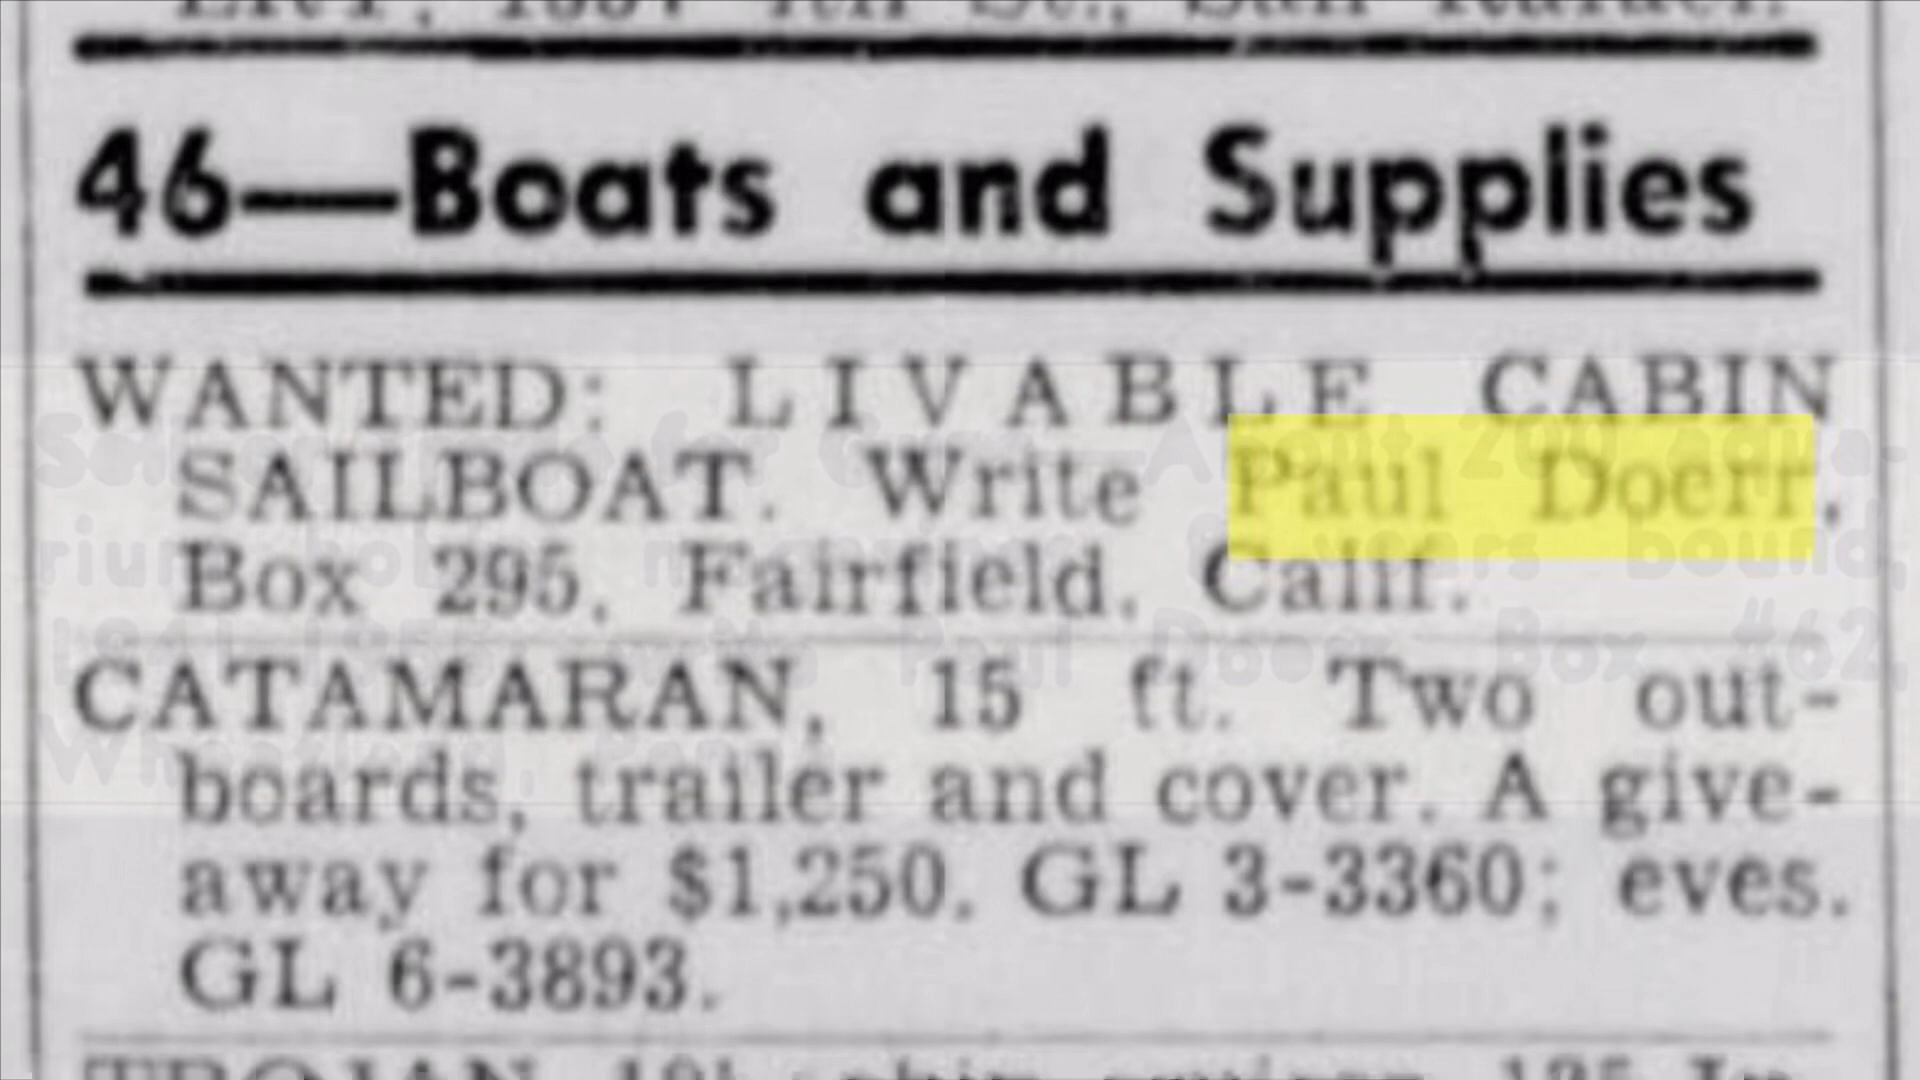 46—Boats and Supplies
WANTED: LIVABLE CABIN
SAILBOAT. Write Paul Doerr,
Box 295, Fairfield, Calif.
CATAMARAN, 15 ft. Two out-
boards, trailer and cover. A give-
away for $1,250. GL 3-3360; eves.
GL 6-3893.